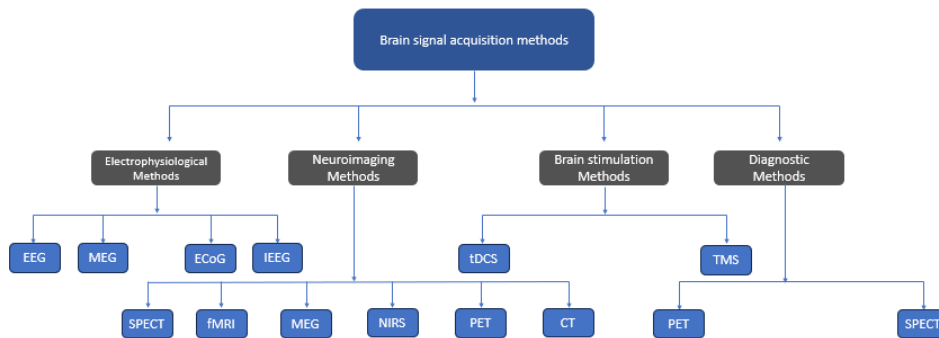 Brain signal acquisition methods
Electrophysiological
Methods
Neuroimaging
Methods
Brain stimulation
Methods
Diagnostic
Methods
EEG
MEG
ECoG
IEEG
tDCS
TMS
SPECT
fMRI
MEG
NIRS
PET
CT
PET
SPECT